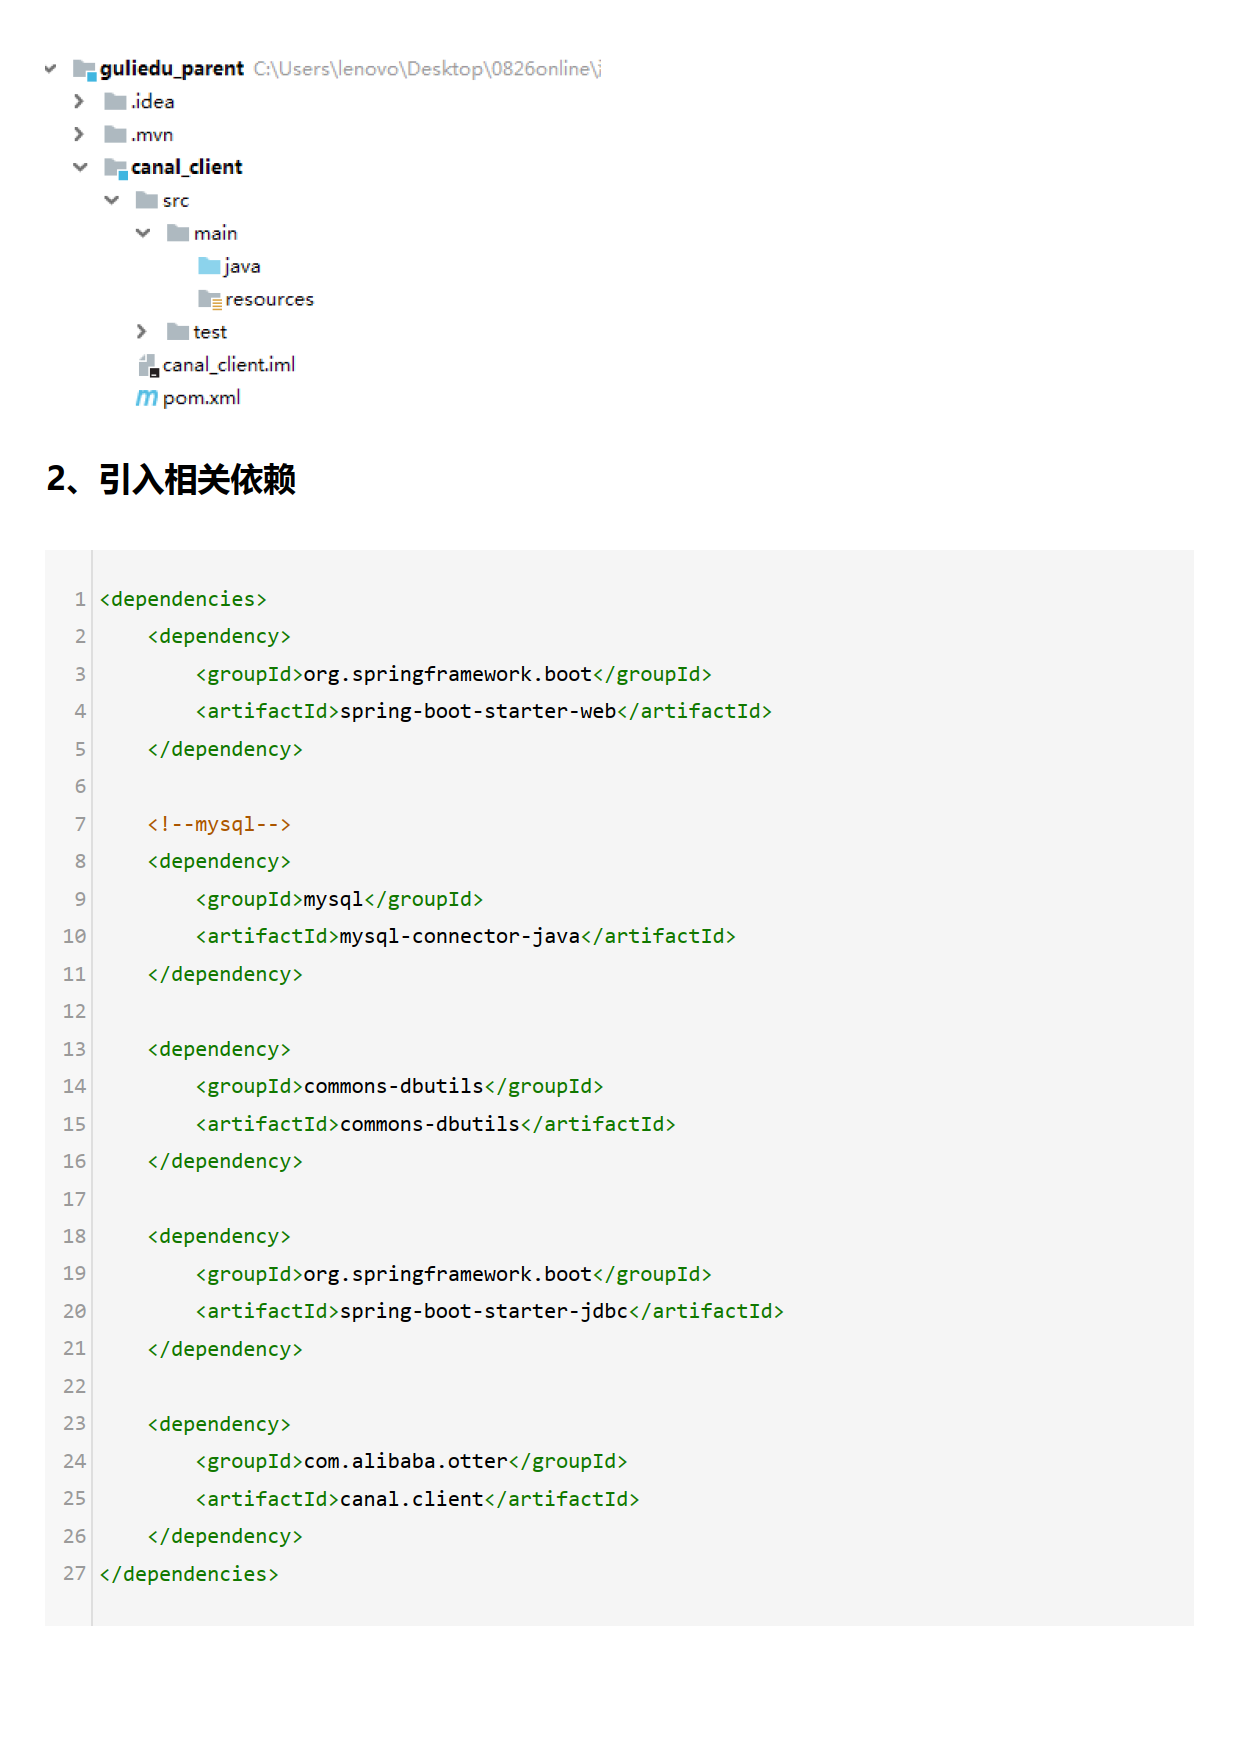 guliedu_parent C:\Users\lenovo\Desktop\0826online\j
.idea
.mvn
canal_client
src
main
java
resources
test
canal_client.iml
m pom.xml
2、引入相关依赖
1 <dependencies>
2     <dependency>
3         <groupId>org.springframework.boot</groupId>
4         <artifactId>spring-boot-starter-web</artifactId>
5     </dependency>
6
7     <!--mysql-->
8     <dependency>
9         <groupId>mysql</groupId>
10         <artifactId>mysql-connector-java</artifactId>
11     </dependency>
12
13     <dependency>
14         <groupId>commons-dbutils</groupId>
15         <artifactId>commons-dbutils</artifactId>
16     </dependency>
17
18     <dependency>
19         <groupId>org.springframework.boot</groupId>
20         <artifactId>spring-boot-starter-jdbc</artifactId>
21     </dependency>
22
23     <dependency>
24         <groupId>com.alibaba.otter</groupId>
25         <artifactId>canal.client</artifactId>
26     </dependency>
27 </dependencies>